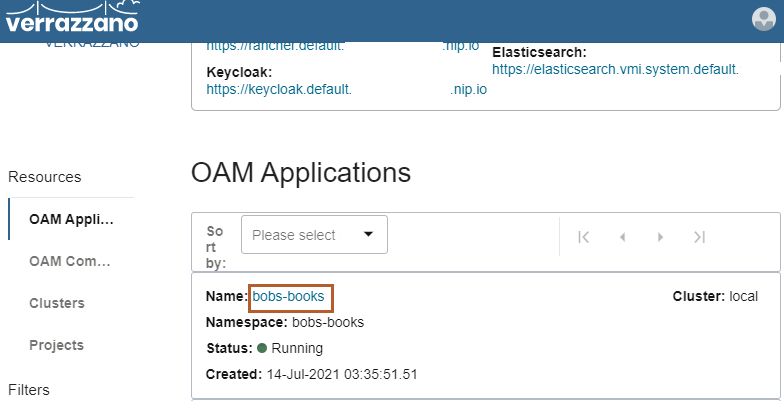 verrazzano
VERRAZZANO
https://rancher.default. .nip.io
Keycloak:
https://keycloak.default. .nip.io
Elasticsearch:
https://elasticsearch.vmi.system.default.
Resources
OAM Appli...
OAM Com...
Clusters
Projects
Filters
OAM Applications
So
rt
by:
Please select
Name: bobs-books
Cluster: local
Namespace: bobs-books
Status: Running
Created: 14-Jul-2021 03:35:51.51